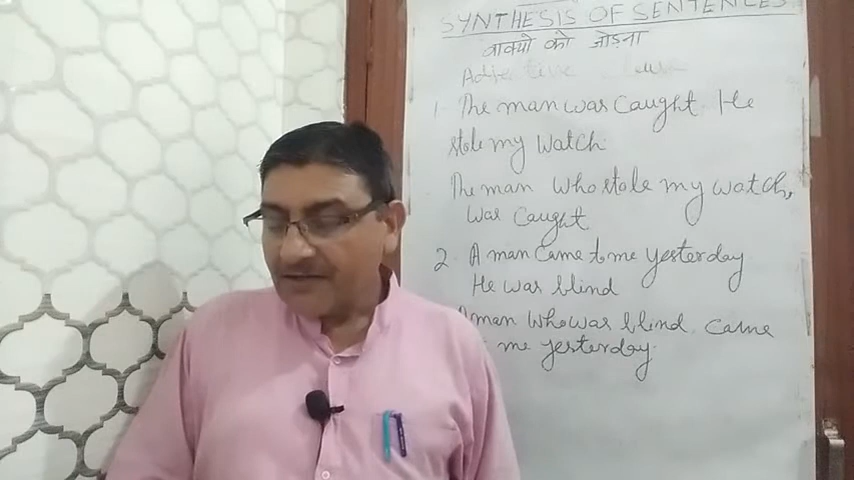 SYNTHESIS OF SENTENCES
वाक्यो को जोड़ना
1- The man was caught. He
stole my watch.
The man who stole my watch,
was caught
2. A man came to me yesterday
He was blind
man who was blind, came
me yesterday.